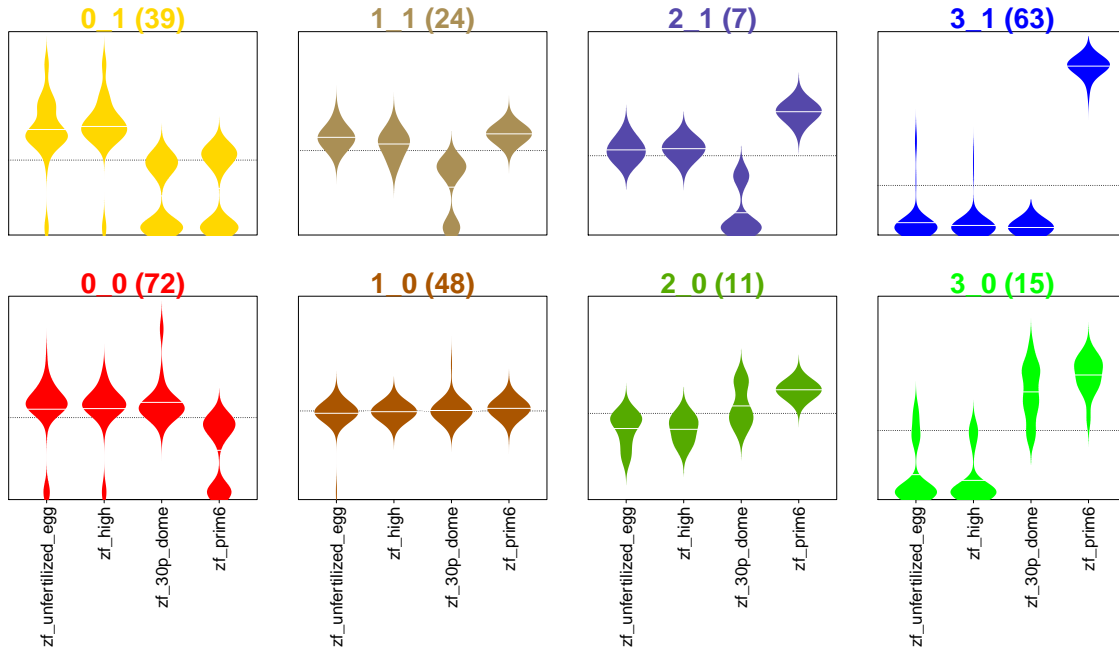 0_1 (39)
1_1 (24)
2_1 (7)
3_1 (63)
0_0 (72)
1_0 (48)
2_0 (11)
3_0 (15)
zf_unfertilized_egg
zf_high
zf_30p_dome
zf_prim6
zf_unfertilized_egg
zf_high
zf_30p_dome
zf_prim6
zf_unfertilized_egg
zf_high
zf_30p_dome
zf_prim6
zf_unfertilized_egg
zf_high
zf_30p_dome
zf_prim6